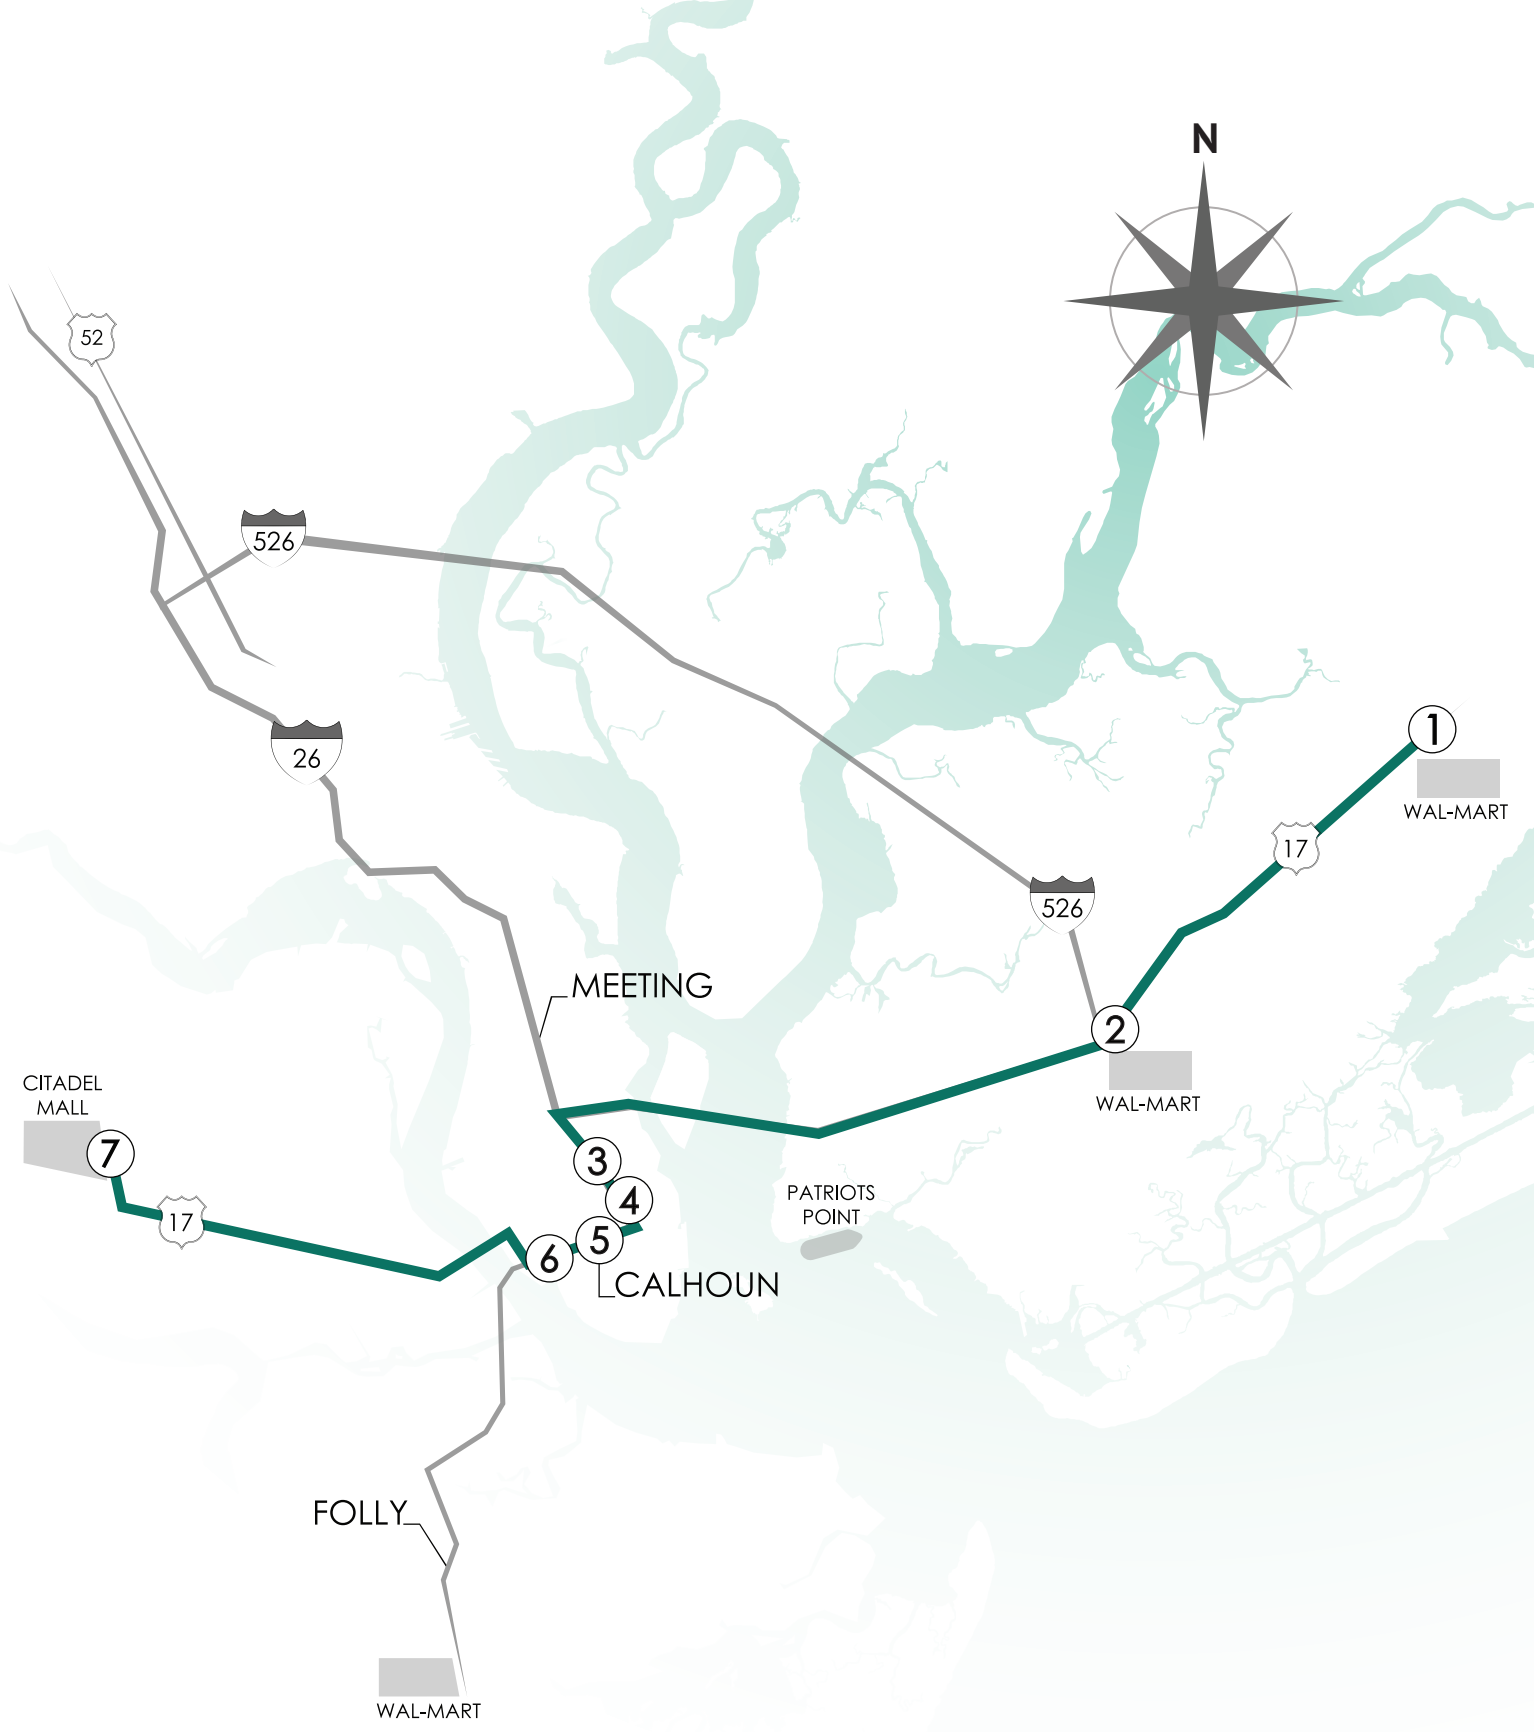 N
52
526
26
1
WAL-MART
17
526
MEETING
2
WAL-MART
CITADEL
MALL
7
3
4
PATRIOTS
POINT
17
5
6
CALHOUN
FOLLY
WAL-MART